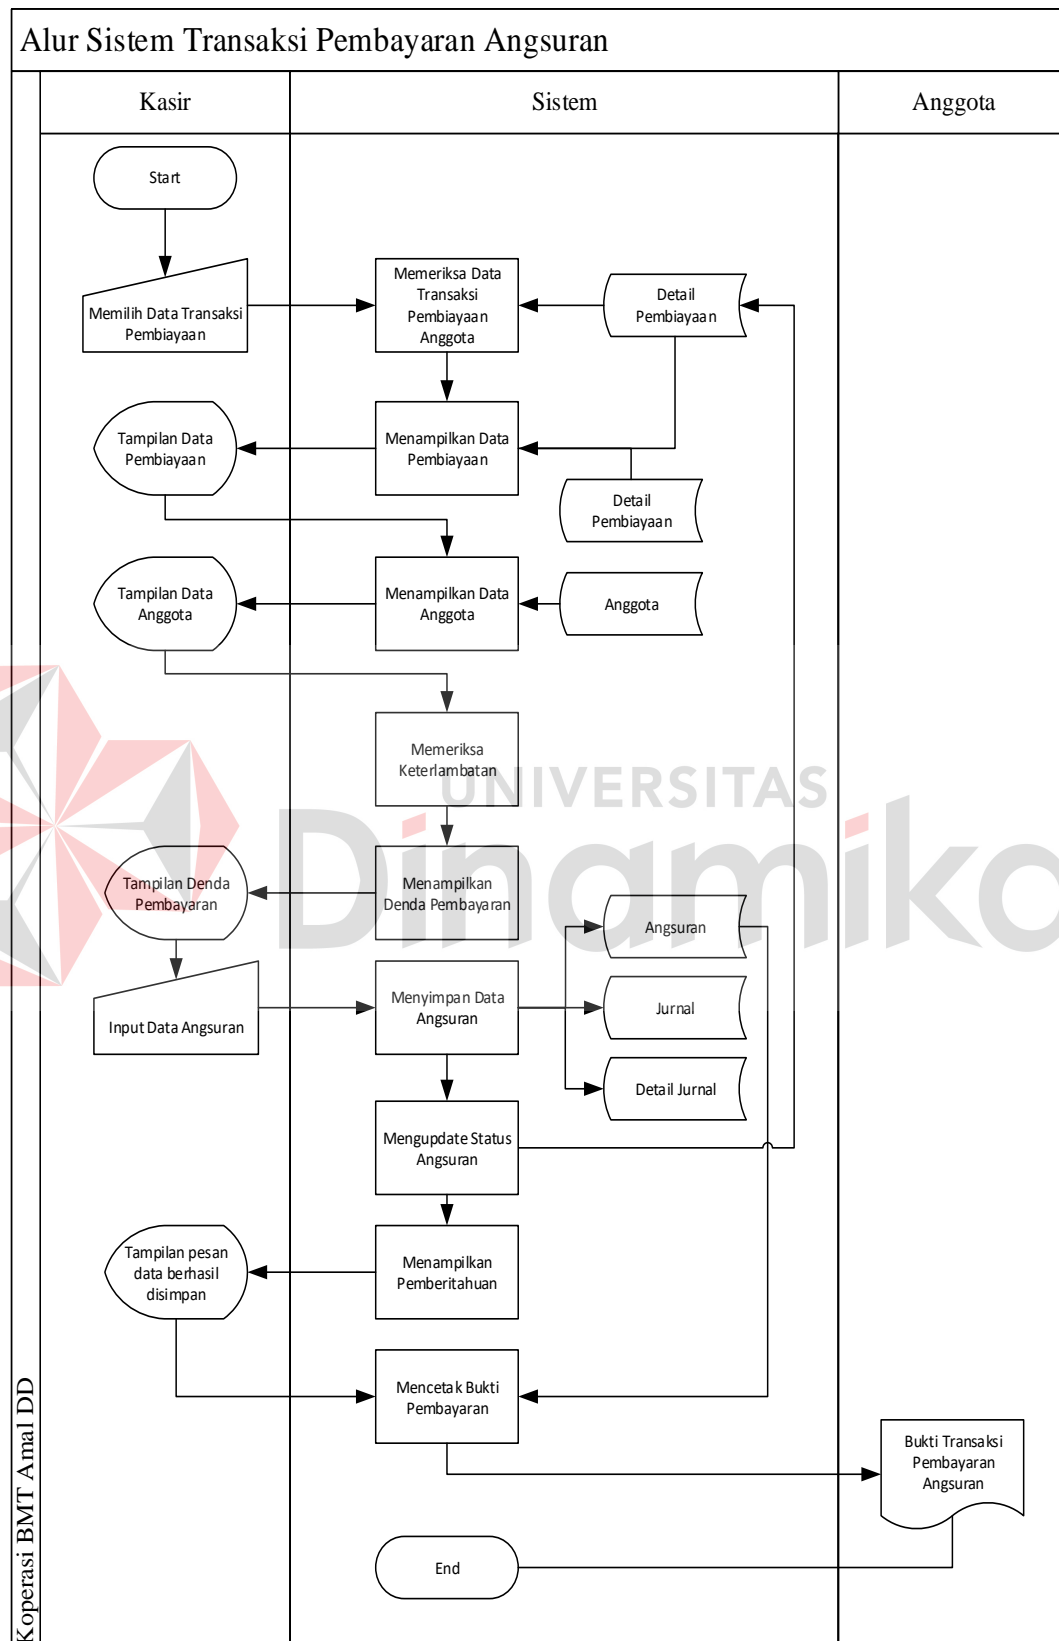 Alur Sistem Transaksi Pembayaran Angsuran
Kasir
Sistem
Anggota
Start
Memilih Data Transaksi
Pembiayaan
Memeriksa Data
Transaksi
Pembiayaan
Anggota
Detail
Pembiayaan
Tampilan Data
Pembiayaan
Menampilkan Data
Pembiayaan
Detail
Pembiayaan
Tampilan Data
Anggota
Menampilkan Data
Anggota
Anggota
Memeriksa
Keterlambatan
UNIVERSITAS
Dinamika
Tampilan Denda
Pembayaran
Menampilkan
Denda Pembayaran
Angsuran
Input Data Angsuran
Menyimpan Data
Angsuran
Jurnal
Detail Jurnal
Mengupdate Status
Angsuran
Tampilan pesan
data berhasil
disimpan
Menampilkan
Pemberitahuan
Mencetak Bukti
Pembayaran
Bukti Transaksi
Pembayaran
Angsuran
End
Koperasi BMT Amal DD